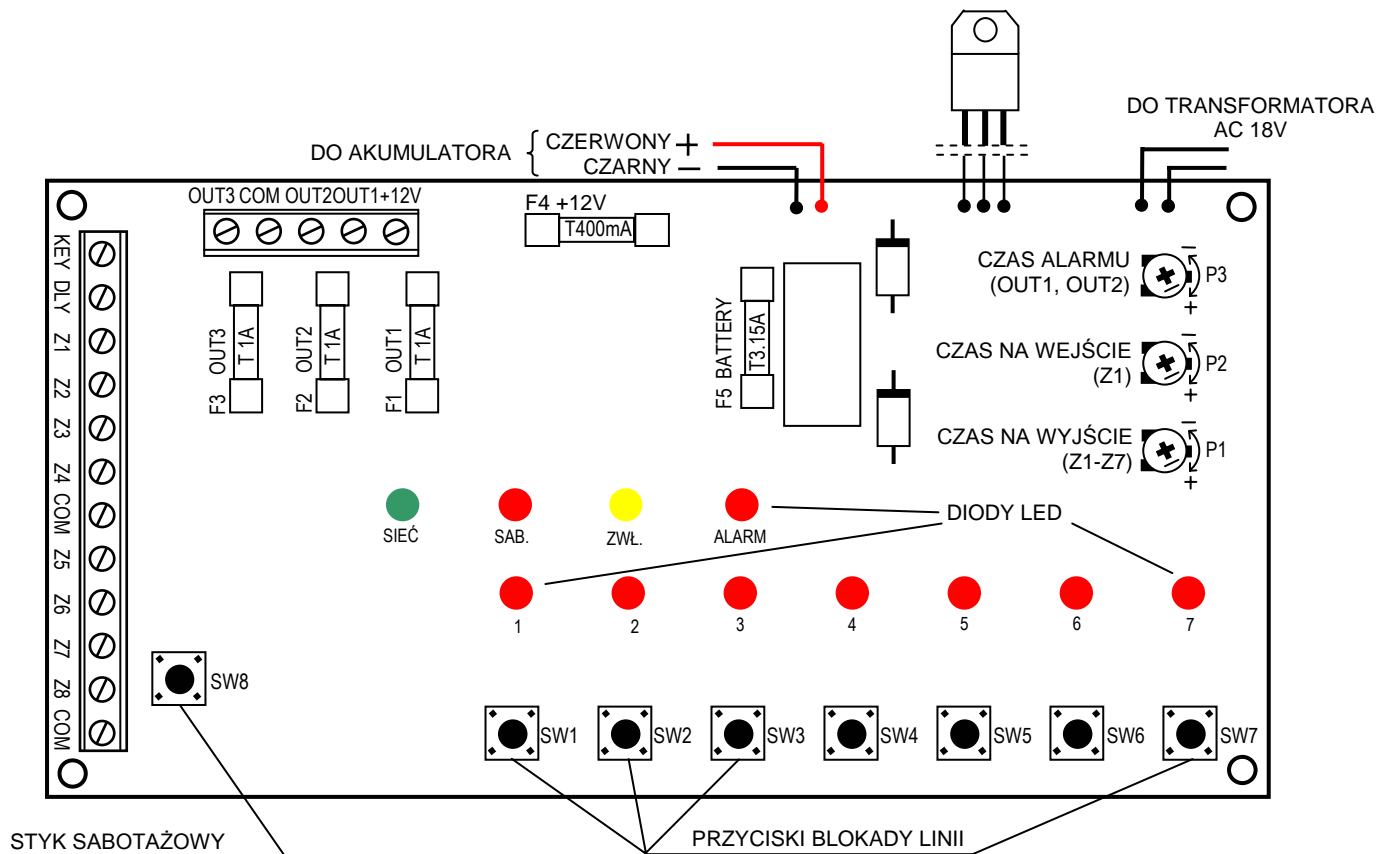 DO TRANSFORMATORA
AC 18V
DO AKUMULATORA { CZERWONY +
CZARNY –
OUT3 COM OUT2 OUT1 +12V
F4 +12V
T400mA
KEY
DLY
Z1
Z2
Z3
Z4
COM
Z5
Z6
Z7
Z8
COM
F3 OUT3
T 1A
F2 OUT2
T 1A
F1 OUT1
T 1A
F5 BATTERY
T3.15A
CZAS ALARMU
(OUT1, OUT2)
– P3 +
CZAS NA WEJŚCIE
(Z1)
– P2 +
CZAS NA WYJŚCIE
(Z1-Z7)
– P1 +
SIEĆ
SAB.
ZWŁ.
ALARM
DIODY LED
1 2 3 4 5 6 7
SW8
SW1 SW2 SW3 SW4 SW5 SW6 SW7
STYK SABOTAŻOWY
PRZYCISKI BLOKADY LINII